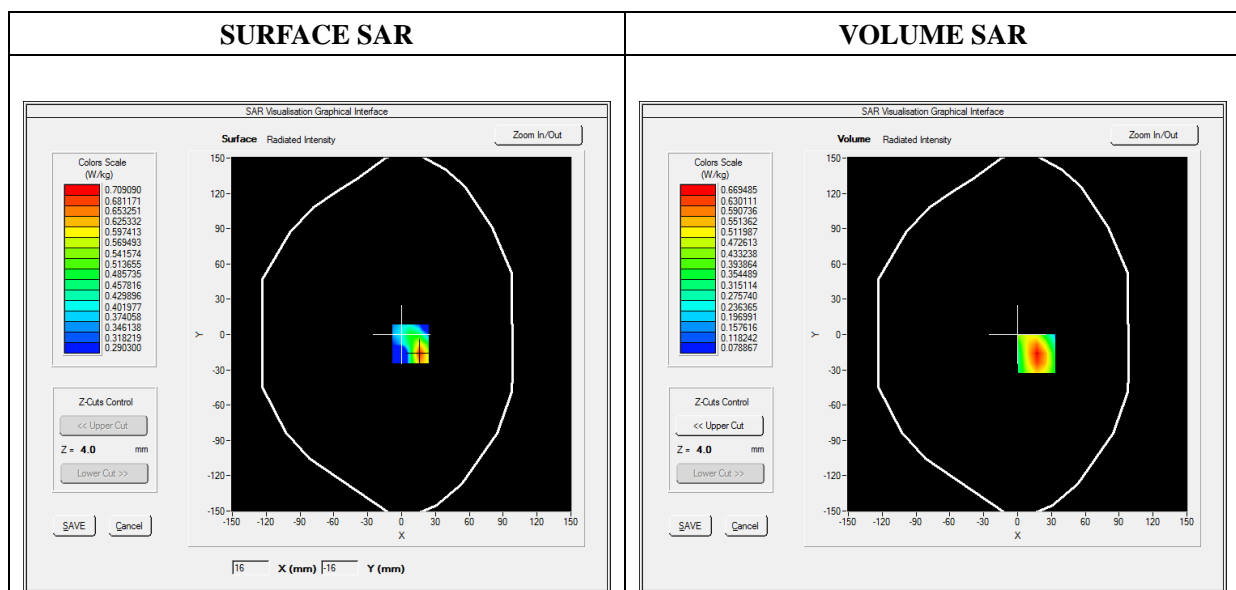 SURFACE SAR
VOLUME SAR
SAR Visualisation Graphical Interface
Surface Radiated Intensity
Zoom In/Out
Colors Scale
(W/kg)
0.709090
0.681171
0.653251
0.625332
0.597413
0.569493
0.541574
0.513655
0.485735
0.457816
0.429896
0.401977
0.374058
0.346138
0.318219
0.290300
Z-Cuts Control
<< Upper Cut
Z = 4.0 mm
Lower Cut >>
SAVE Cancel
150
120
90
60
30
0
-30
-60
-90
-120
-150
Y
-150 -120 -90 -60 -30 0 30 60 90 120 150
X
16 X (mm) -16 Y (mm)
SAR Visualisation Graphical Interface
Volume Radiated Intensity
Zoom In/Out
Colors Scale
(W/kg)
0.669485
0.630111
0.590736
0.551362
0.511987
0.472613
0.433238
0.393864
0.354489
0.315114
0.275740
0.236365
0.196991
0.157616
0.118242
0.078867
Z-Cuts Control
<< Upper Cut
Z = 4.0 mm
Lower Cut >>
SAVE Cancel
150
120
90
60
30
0
-30
-60
-90
-120
-150
Y
-150 -120 -90 -60 -30 0 30 60 90 120 150
X